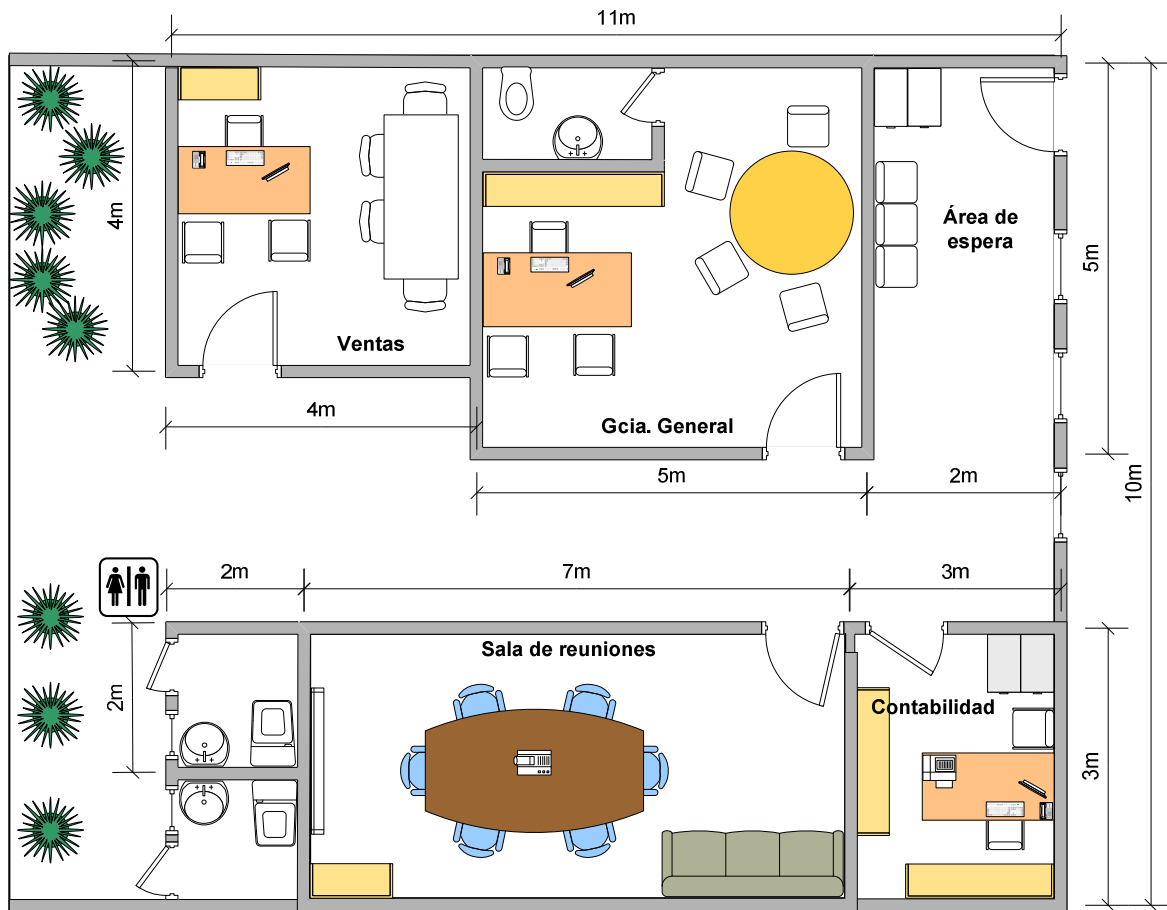 11m
4m
Área de
espera
5m
Ventas
4m
Gcia. General
5m
2m
10m
2m
7m
3m
Sala de reuniones
2m
Contabilidad
3m